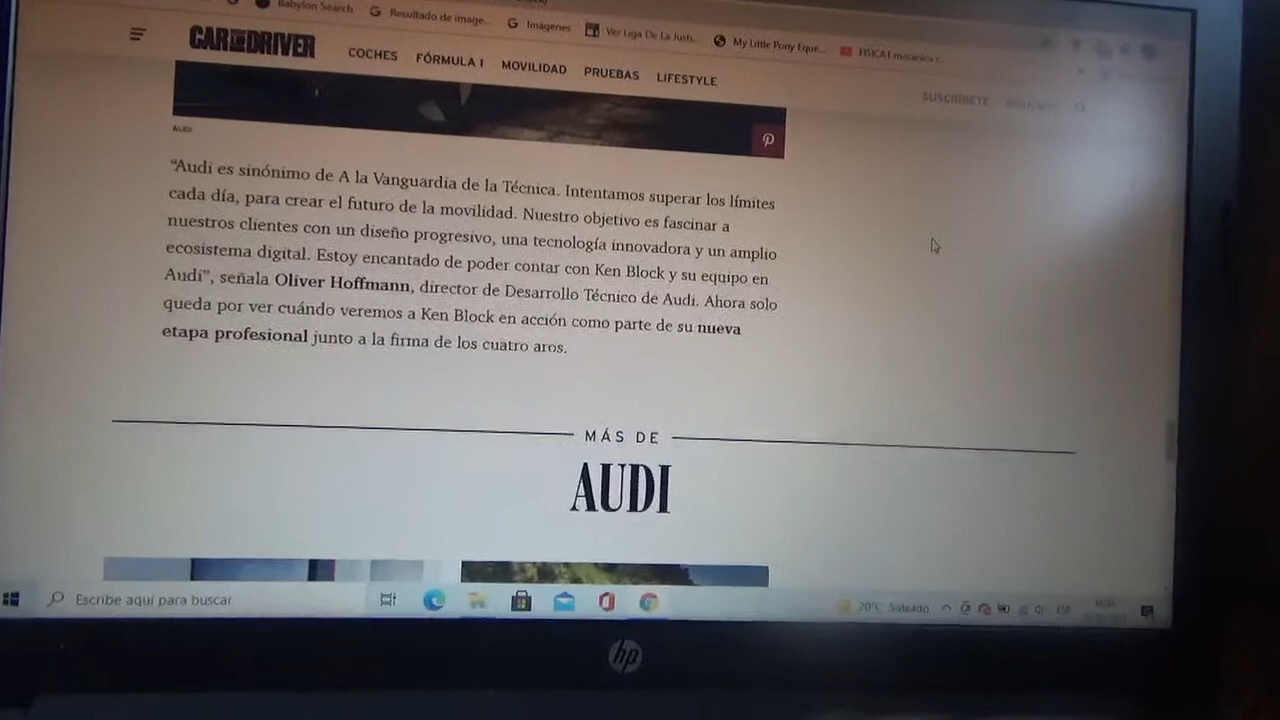 Babylon Search
Resultado de image...
Imágenes
Ver Liga De La Justi...
My Little Pony Eque...
FISICA1 mecanica c...
CAR AND DRIVER
COCHES
FÓRMULA 1
MOVILIDAD
PRUEBAS
LIFESTYLE
SUSCRÍBETE
AUDI
“Audi es sinónimo de A la Vanguardia de la Técnica. Intentamos superar los límites
cada día, para crear el futuro de la movilidad. Nuestro objetivo es fascinar a
nuestros clientes con un diseño progresivo, una tecnología innovadora y un amplio
ecosistema digital. Estoy encantado de poder contar con Ken Block y su equipo en
Audi”, señala Oliver Hoffmann, director de Desarrollo Técnico de Audi. Ahora solo
queda por ver cuándo veremos a Ken Block en acción como parte de su nueva
etapa profesional junto a la firma de los cuatro aros.
MÁS DE
AUDI
Escribe aquí para buscar
20°C Soleado
ESP
hp